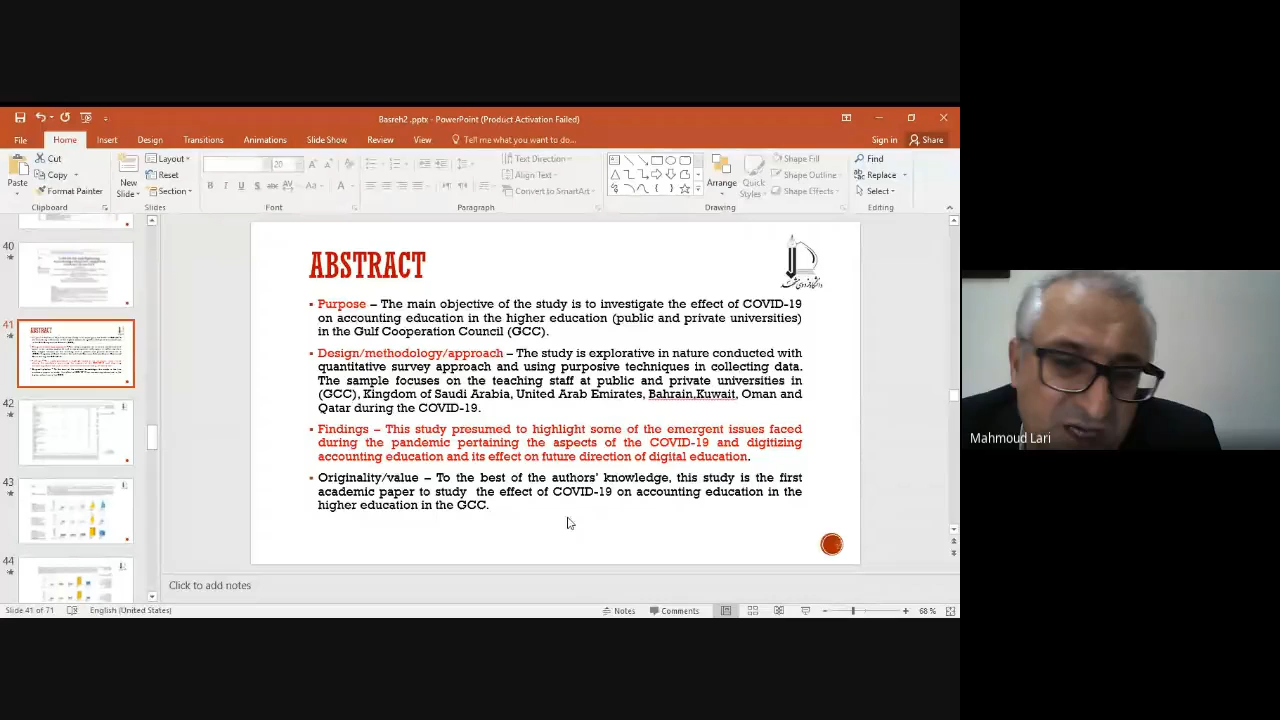 Basreh2 .pptx - PowerPoint (Product Activation Failed)
File Home Insert Design Transitions Animations Slide Show Review View Tell me what you want to do... Sign in Share
Paste
Cut
Copy
Format Painter
Clipboard
New
Slide
Layout
Reset
Section
Slides
28
Font
Text Direction
Align Text
Convert to SmartArt
Paragraph
Arrange
Quick
Styles
Shape Fill
Shape Outline
Shape Effects
Drawing
Find
Replace
Select
Editing
40
41
ABSTRACT
42
43
44
ABSTRACT
Purpose – The main objective of the study is to investigate the effect of COVID-19
on accounting education in the higher education (public and private universities)
in the Gulf Cooperation Council (GCC).
Design/methodology/approach – The study is explorative in nature conducted with
quantitative survey approach and using purposive techniques in collecting data.
The sample focuses on the teaching staff at public and private universities in
(GCC), Kingdom of Saudi Arabia, United Arab Emirates, Bahrain,Kuwait, Oman and
Qatar during the COVID-19.
Findings – This study presumed to highlight some of the emergent issues faced
during the pandemic pertaining the aspects of the COVID-19 and digitizing
accounting education and its effect on future direction of digital education.
Originality/value – To the best of the authors' knowledge, this study is the first
academic paper to study the effect of COVID-19 on accounting education in the
higher education in the GCC.
Click to add notes
Slide 41 of 71 English (United States) Notes Comments 68 %
Mahmoud Lari